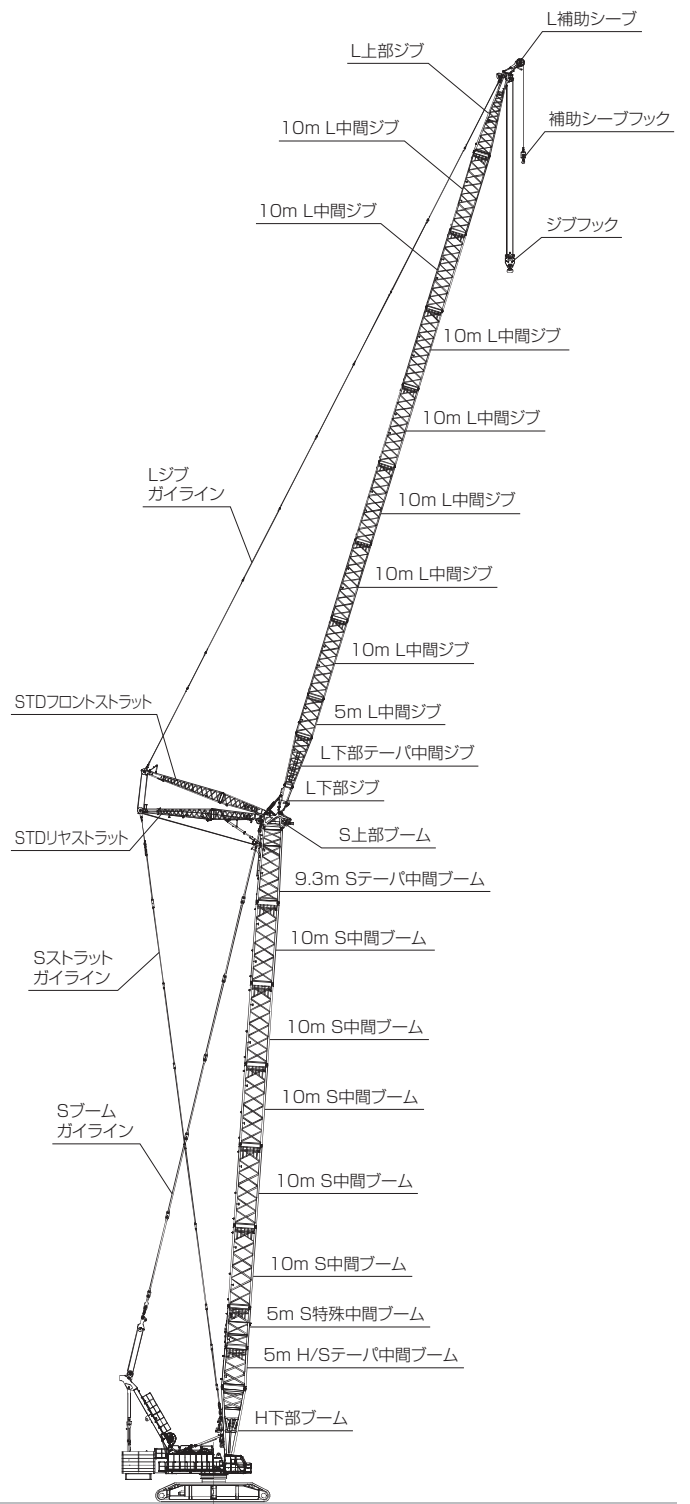 L補助シーブ
L上部ジブ
補助シーブフック
10m L中間ジブ
10m L中間ジブ
ジブフック
10m L中間ジブ
10m L中間ジブ
Lジブ
ガイライン
10m L中間ジブ
10m L中間ジブ
10m L中間ジブ
STDフロントストラット
5m L中間ジブ
L下部テーパ中間ジブ
L下部ジブ
STDリヤストラット
S上部ブーム
9.3m Sテーパ中間ブーム
10m S中間ブーム
Sストラット
ガイライン
10m S中間ブーム
10m S中間ブーム
Sブーム
ガイライン
10m S中間ブーム
10m S中間ブーム
5m S特殊中間ブーム
5m H/Sテーパ中間ブーム
H下部ブーム